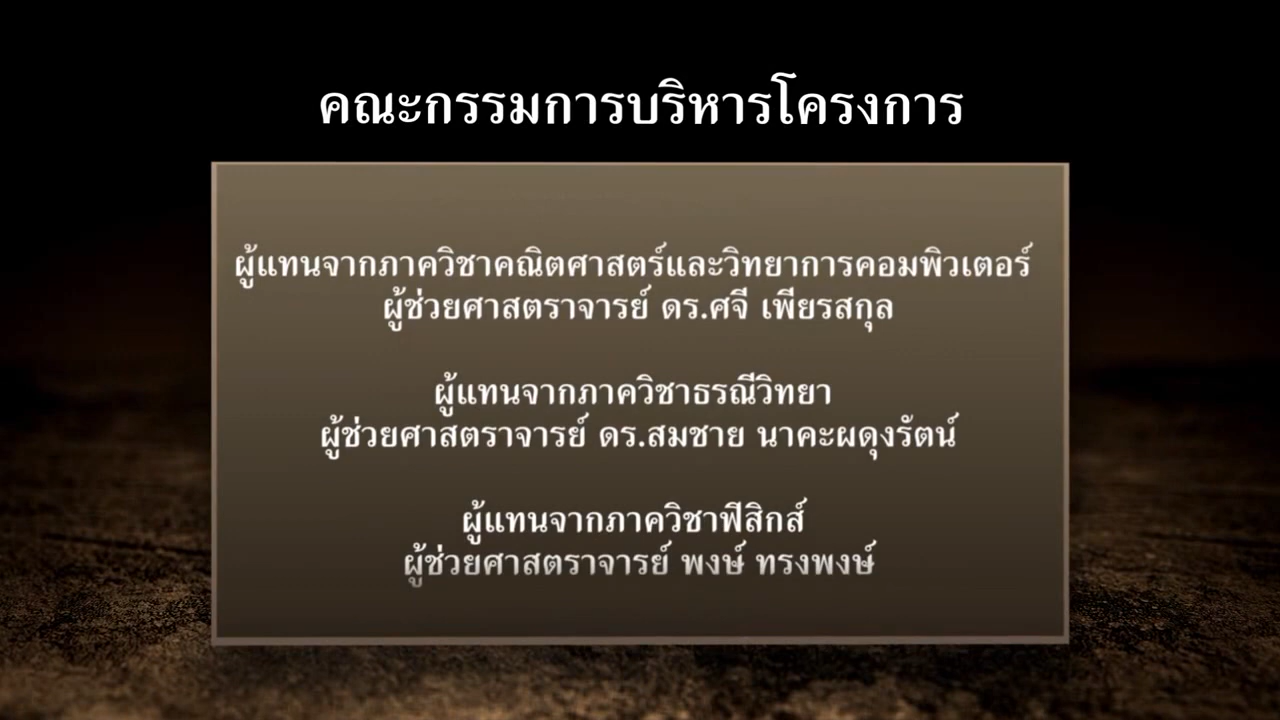 คณะกรรมการบริหารโครงการ
ผู้แทนจากภาควิชาคณิตศาสตร์และวิทยาการคอมพิวเตอร์
ผู้ช่วยศาสตราจารย์ ดร.ศจี เพียรสกุล
ผู้แทนจากภาควิชาธรณีวิทยา
ผู้ช่วยศาสตราจารย์ ดร.สมชาย นาคะผดุงรัตน์
ผู้แทนจากภาควิชาฟิสิกส์
ผู้ช่วยศาสตราจารย์ พงษ์ ทรงพงษ์